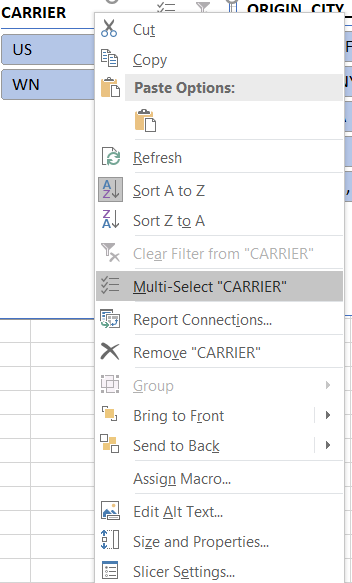 CARRIER
ORIGIN_CITY
US
WN
Cut
Copy
Paste Options:
Refresh
Sort A to Z
Sort Z to A
Clear Filter from "CARRIER"
Multi-Select "CARRIER"
Report Connections...
Remove "CARRIER"
Group
Bring to Front
Send to Back
Assign Macro...
Edit Alt Text...
Size and Properties...
Slicer Settings...